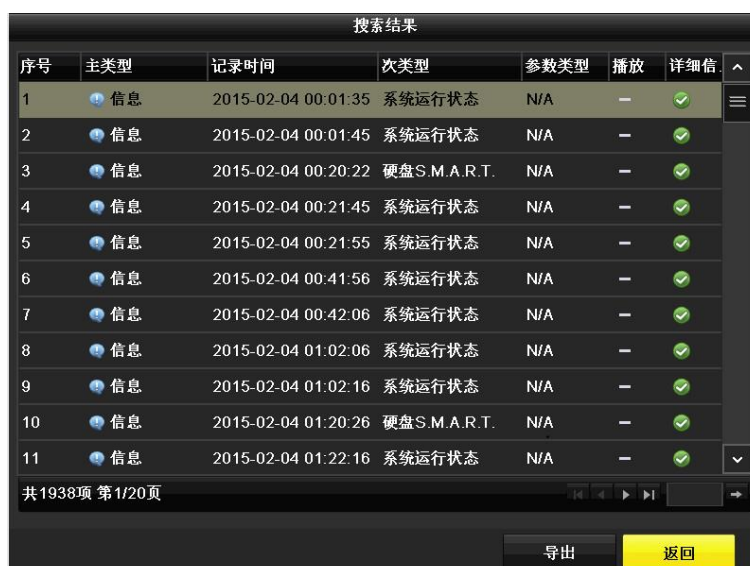 搜索结果
序号 主类型 记录时间 次类型 参数类型 播放 详细信.
1 信息 2015-02-04 00:01:35 系统运行状态 N/A –
2 信息 2015-02-04 00:01:45 系统运行状态 N/A –
3 信息 2015-02-04 00:20:22 硬盘S.M.A.R.T. N/A –
4 信息 2015-02-04 00:21:45 系统运行状态 N/A –
5 信息 2015-02-04 00:21:55 系统运行状态 N/A –
6 信息 2015-02-04 00:41:56 系统运行状态 N/A –
7 信息 2015-02-04 00:42:06 系统运行状态 N/A –
8 信息 2015-02-04 01:02:06 系统运行状态 N/A –
9 信息 2015-02-04 01:02:16 系统运行状态 N/A –
10 信息 2015-02-04 01:20:26 硬盘S.M.A.R.T. N/A –
11 信息 2015-02-04 01:22:16 系统运行状态 N/A –
共1938项 第1/20页
导出 返回